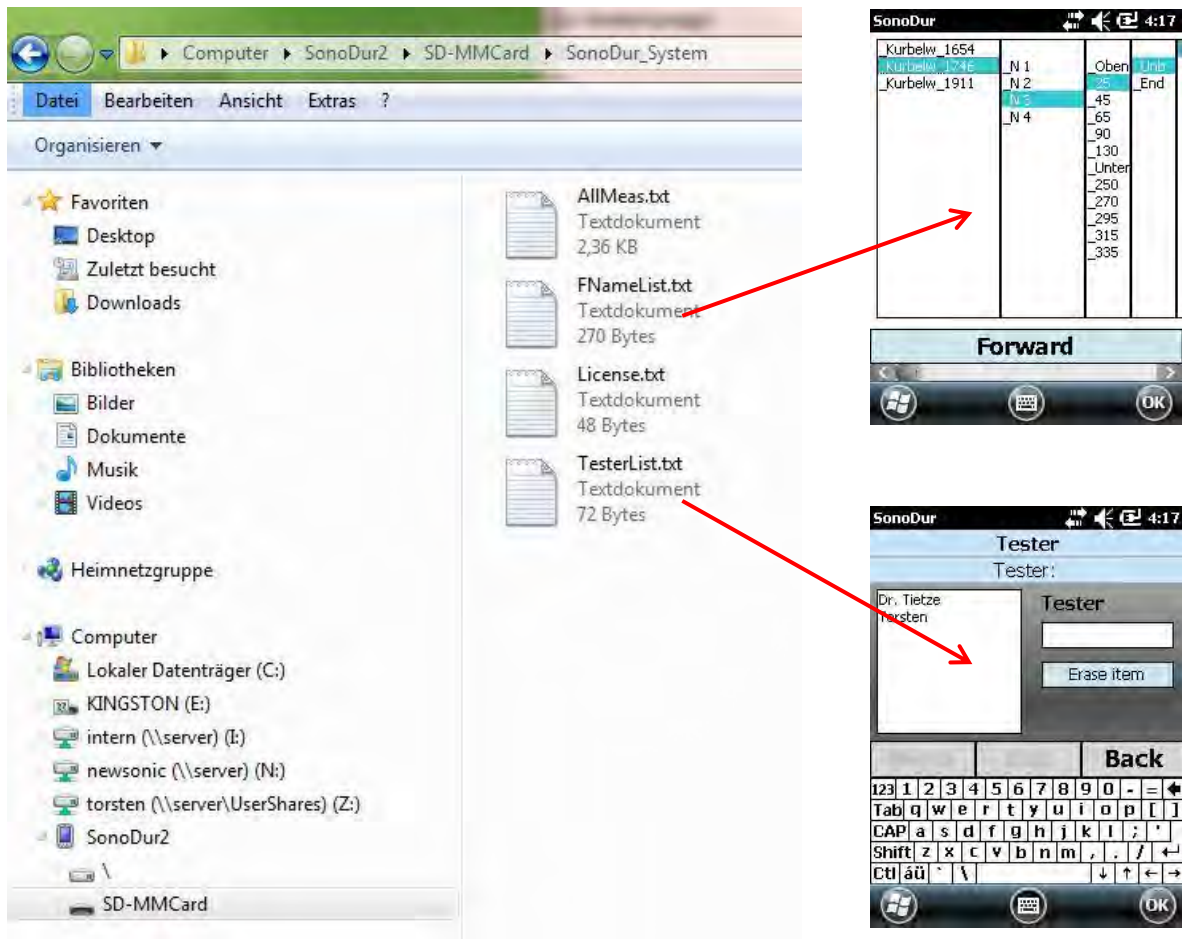 Computer ▸ SonoDur2 ▸ SD-MMCard ▸ SonoDur_System
Datei Bearbeiten Ansicht Extras ?
Organisieren
Favoriten
Desktop
Zuletzt besucht
Downloads
Bibliotheken
Bilder
Dokumente
Musik
Videos
Heimnetzgruppe
Computer
Lokaler Datenträger (C:)
KINGSTON (E:)
intern (\\server) (I:)
newsonic (\\server) (N:)
torsten (\\server\UserShares) (Z:)
SonoDur2
\
SD-MMCard
AllMeas.txt
Textdokument
2,36 KB
FNameList.txt
Textdokument
270 Bytes
License.txt
Textdokument
48 Bytes
TesterList.txt
Textdokument
72 Bytes
SonoDur 4:17
_Kurbelw_1654
_Kurbelw_1746
_Kurbelw_1911
_N 1
_N 2
_N 3
_N 4
_Oben
_25
_45
_65
_90
_130
_Unter
_250
_270
_295
_315
_335
_Unb
_End
Forward
OK
SonoDur 4:17
Tester
Tester:
Dr. Tietze
Torsten
Tester
Erase item
Back
123 1 2 3 4 5 6 7 8 9 0 - =
Tab q w e r t y u i o p [ ]
CAP a s d f g h j k l ; '
Shift z x c v b n m , . /
Ctl áü ` \
OK